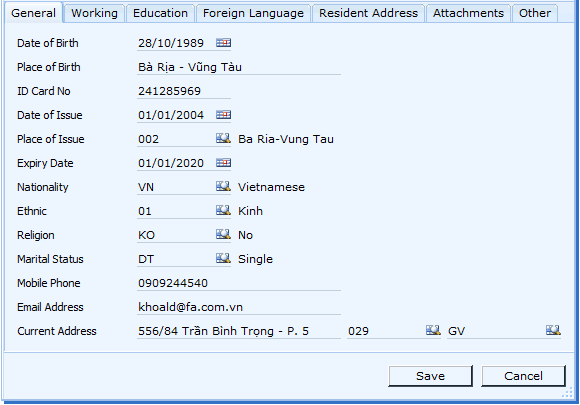 General Working Education Foreign Language Resident Address Attachments Other
Date of Birth 28/10/1989
Place of Birth Bà Rịa - Vũng Tàu
ID Card No 241285969
Date of Issue 01/01/2004
Place of Issue 002 Ba Ria-Vung Tau
Expiry Date 01/01/2020
Nationality VN Vietnamese
Ethnic 01 Kinh
Religion KO No
Marital Status DT Single
Mobile Phone 0909244540
Email Address khoald@fa.com.vn
Current Address 556/84 Trần Bình Trọng - P. 5 029 GV
Save Cancel